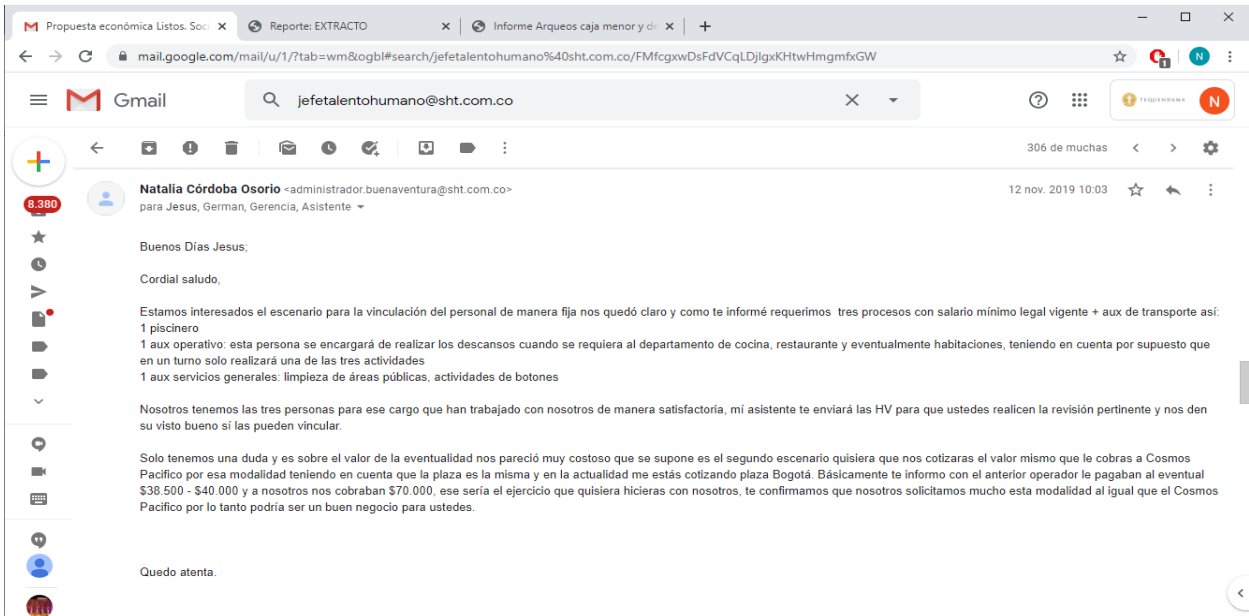 Propuesta económica Listos. Soci
Reporte: EXTRACTO
Informe Arqueos caja menor y de
mail.google.com/mail/u/1/?tab=wm&ogbl#search/jefetalentohumano%40sht.com.co/FMfcgxwDsFdVCqLDjlgxKHtwHmgmfxGW
1
N
Gmail
jefetalentohumano@sht.com.co
TEQUENDAMA
N
306 de muchas
8.380
Natalia Córdoba Osorio <administrador.buenaventura@sht.com.co>
12 nov. 2019 10:03
para Jesus, German, Gerencia, Asistente
Buenos Días Jesus;
Cordial saludo,
Estamos interesados el escenario para la vinculación del personal de manera fija nos quedó claro y como te informé requerimos tres procesos con salario mínimo legal vigente + aux de transporte así:
1 piscinero
1 aux operativo: esta persona se encargará de realizar los descansos cuando se requiera al departamento de cocina, restaurante y eventualmente habitaciones, teniendo en cuenta por supuesto que
en un turno solo realizará una de las tres actividades
1 aux servicios generales: limpieza de áreas públicas, actividades de botones
Nosotros tenemos las tres personas para ese cargo que han trabajado con nosotros de manera satisfactoria, mí asistente te enviará las HV para que ustedes realicen la revisión pertinente y nos den
su visto bueno sí las pueden vincular.
Solo tenemos una duda y es sobre el valor de la eventualidad nos pareció muy costoso que se supone es el segundo escenario quisiera que nos cotizaras el valor mismo que le cobras a Cosmos
Pacifico por esa modalidad teniendo en cuenta que la plaza es la misma y en la actualidad me estás cotizando plaza Bogotá. Básicamente te informo con el anterior operador le pagaban al eventual
$38.500 - $40.000 y a nosotros nos cobraban $70.000, ese sería el ejercicio que quisiera hicieras con nosotros, te confirmamos que nosotros solicitamos mucho esta modalidad al igual que el Cosmos
Pacifico por lo tanto podría ser un buen negocio para ustedes.
Quedo atenta.